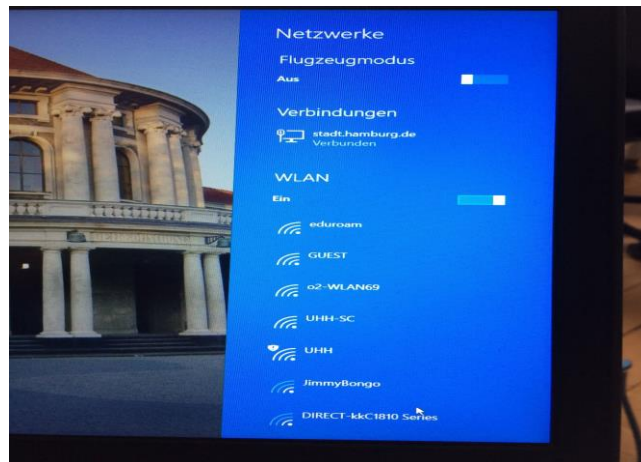 Netzwerke
Flugzeugmodus
Aus
Verbindungen
stadt.hamburg.de
Verbunden
WLAN
Ein
eduroam
GUEST
o2-WLAN69
UHH-SC
UHH
JimmyBongo
DIRECT-kkC1810 Series